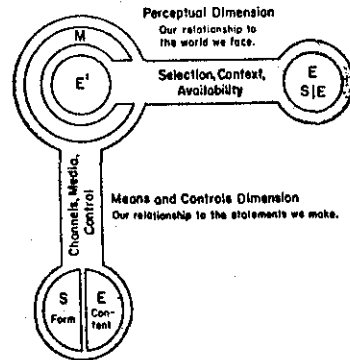 Perceptual Dimension
Our relationship to
the world we face.
M
E¹
Selection, Context,
Availability
E
S|E
Channels, Media,
Control
Means and Controls Dimension
Our relationship to the statements we make.
S
Form
E
Con-
tent